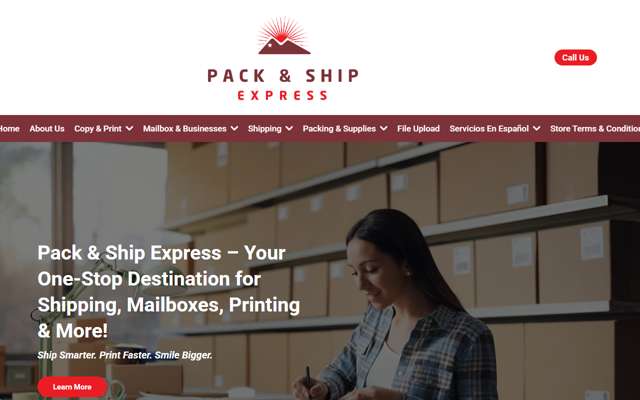 PACK & SHIP
EXPRESS
Call Us
Home About Us Copy & Print Mailbox & Businesses Shipping Packing & Supplies File Upload Servicios En Español Store Terms & Condition
Pack & Ship Express – Your
One-Stop Destination for
Shipping, Mailboxes, Printing
& More!
Ship Smarter. Print Faster. Smile Bigger.
Learn More